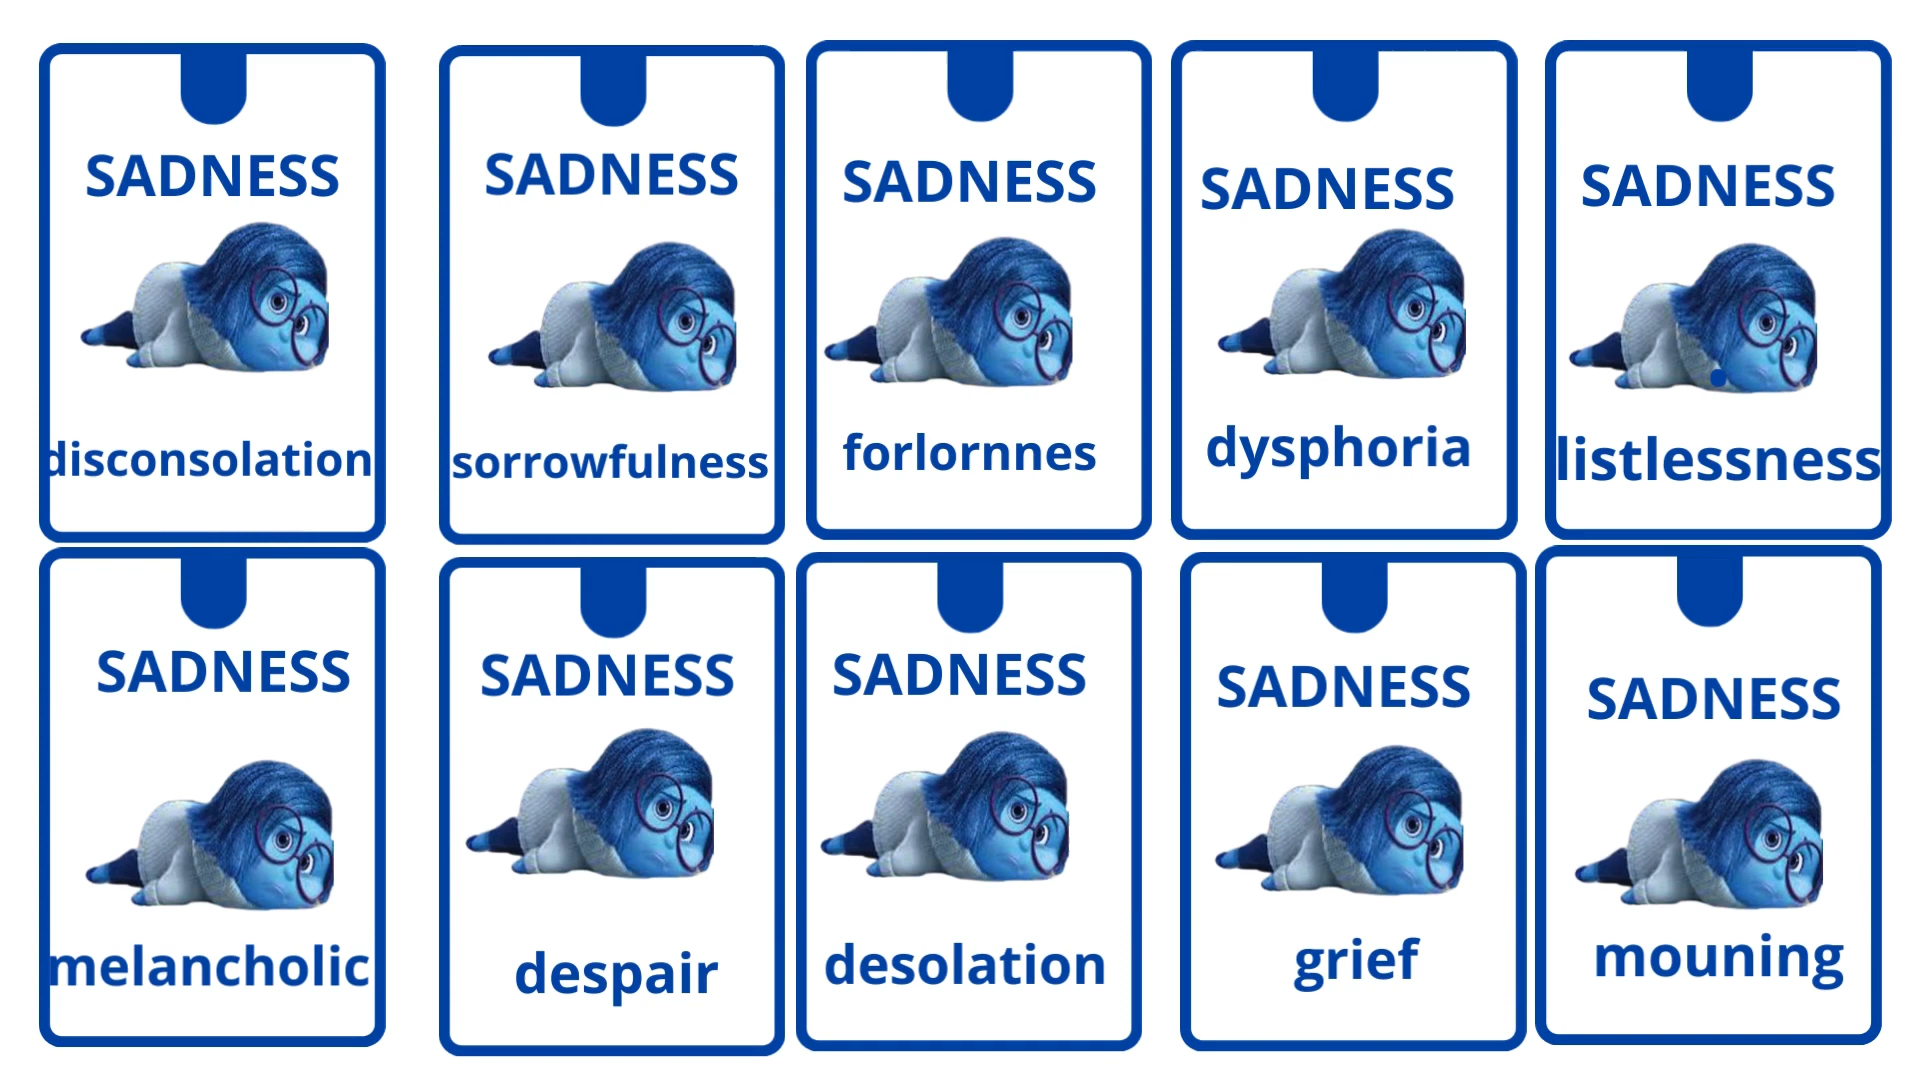 SADNESS
disconsolation
SADNESS
sorrowfulness
SADNESS
forlornnes
SADNESS
dysphoria
SADNESS
listlessness
SADNESS
melancholic
SADNESS
despair
SADNESS
desolation
SADNESS
grief
SADNESS
mouning